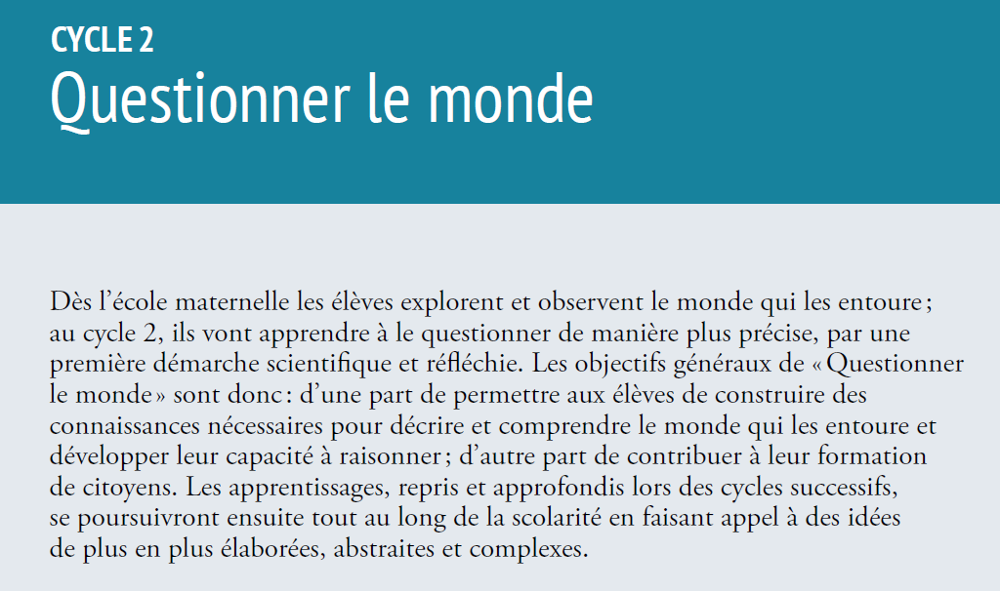 CYCLE 2
Questionner le monde
Dès l’école maternelle les élèves explorent et observent le monde qui les entoure ;
au cycle 2, ils vont apprendre à le questionner de manière plus précise, par une
première démarche scientifique et réfléchie. Les objectifs généraux de « Questionner
le monde » sont donc : d’une part de permettre aux élèves de construire des
connaissances nécessaires pour décrire et comprendre le monde qui les entoure et
développer leur capacité à raisonner ; d’autre part de contribuer à leur formation
de citoyens. Les apprentissages, repris et approfondis lors des cycles successifs,
se poursuivront ensuite tout au long de la scolarité en faisant appel à des idées
de plus en plus élaborées, abstraites et complexes.